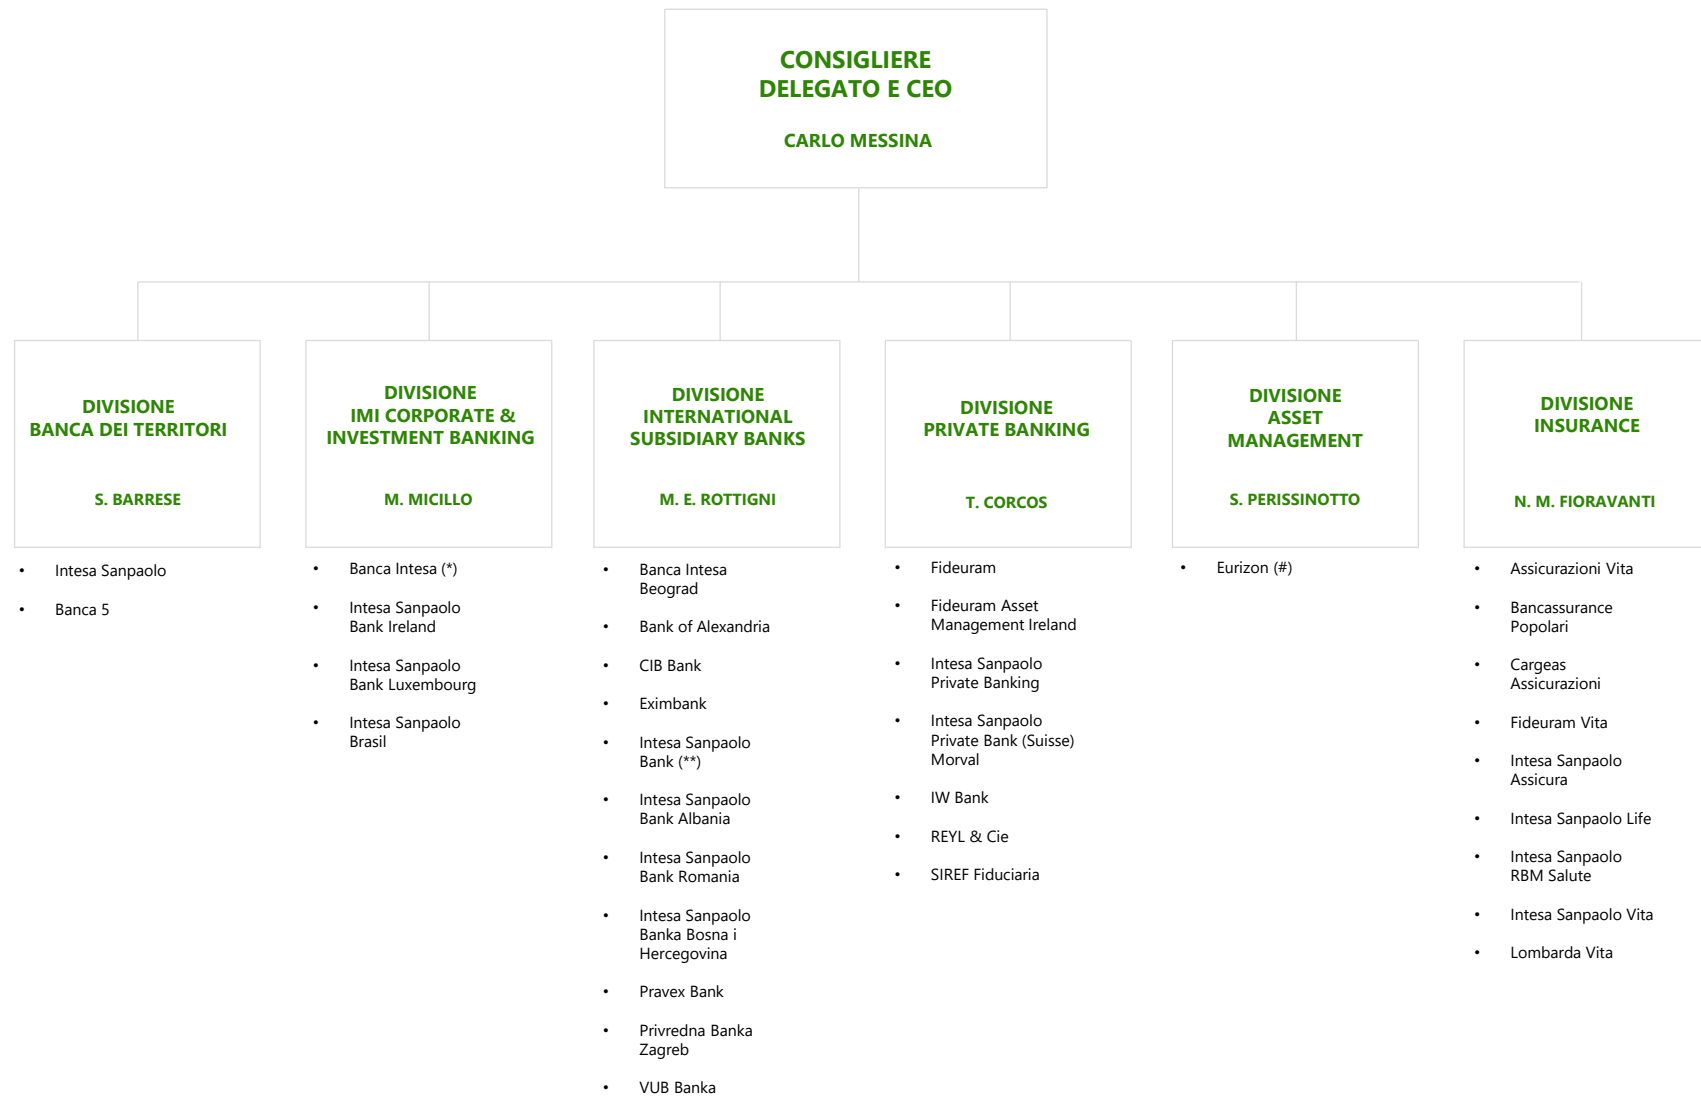 CONSIGLIERE
DELEGATO E CEO
CARLO MESSINA
DIVISIONE
BANCA DEI TERRITORI
S. BARRESE
• Intesa Sanpaolo
• Banca 5
DIVISIONE
IMI CORPORATE &
INVESTMENT BANKING
M. MICILLO
• Banca Intesa (*)
• Intesa Sanpaolo
Bank Ireland
• Intesa Sanpaolo
Bank Luxembourg
• Intesa Sanpaolo
Brasil
DIVISIONE
INTERNATIONAL
SUBSIDIARY BANKS
M. E. ROTTIGNI
• Banca Intesa
Beograd
• Bank of Alexandria
• CIB Bank
• Eximbank
• Intesa Sanpaolo
Bank (**)
• Intesa Sanpaolo
Bank Albania
• Intesa Sanpaolo
Bank Romania
• Intesa Sanpaolo
Banka Bosna i
Hercegovina
• Pravex Bank
• Privredna Banka
Zagreb
• VUB Banka
DIVISIONE
PRIVATE BANKING
T. CORCOS
• Fideuram
• Fideuram Asset
Management Ireland
• Intesa Sanpaolo
Private Banking
• Intesa Sanpaolo
Private Bank (Suisse)
Morval
• IW Bank
• REYL & Cie
• SIREF Fiduciaria
DIVISIONE
ASSET
MANAGEMENT
S. PERISSINOTTO
• Eurizon (#)
DIVISIONE
INSURANCE
N. M. FIORAVANTI
• Assicurazioni Vita
• Bancassurance
Popolari
• Cargeas
Assicurazioni
• Fideuram Vita
• Intesa Sanpaolo
Assicura
• Intesa Sanpaolo Life
• Intesa Sanpaolo
RBM Salute
• Intesa Sanpaolo Vita
• Lombarda Vita